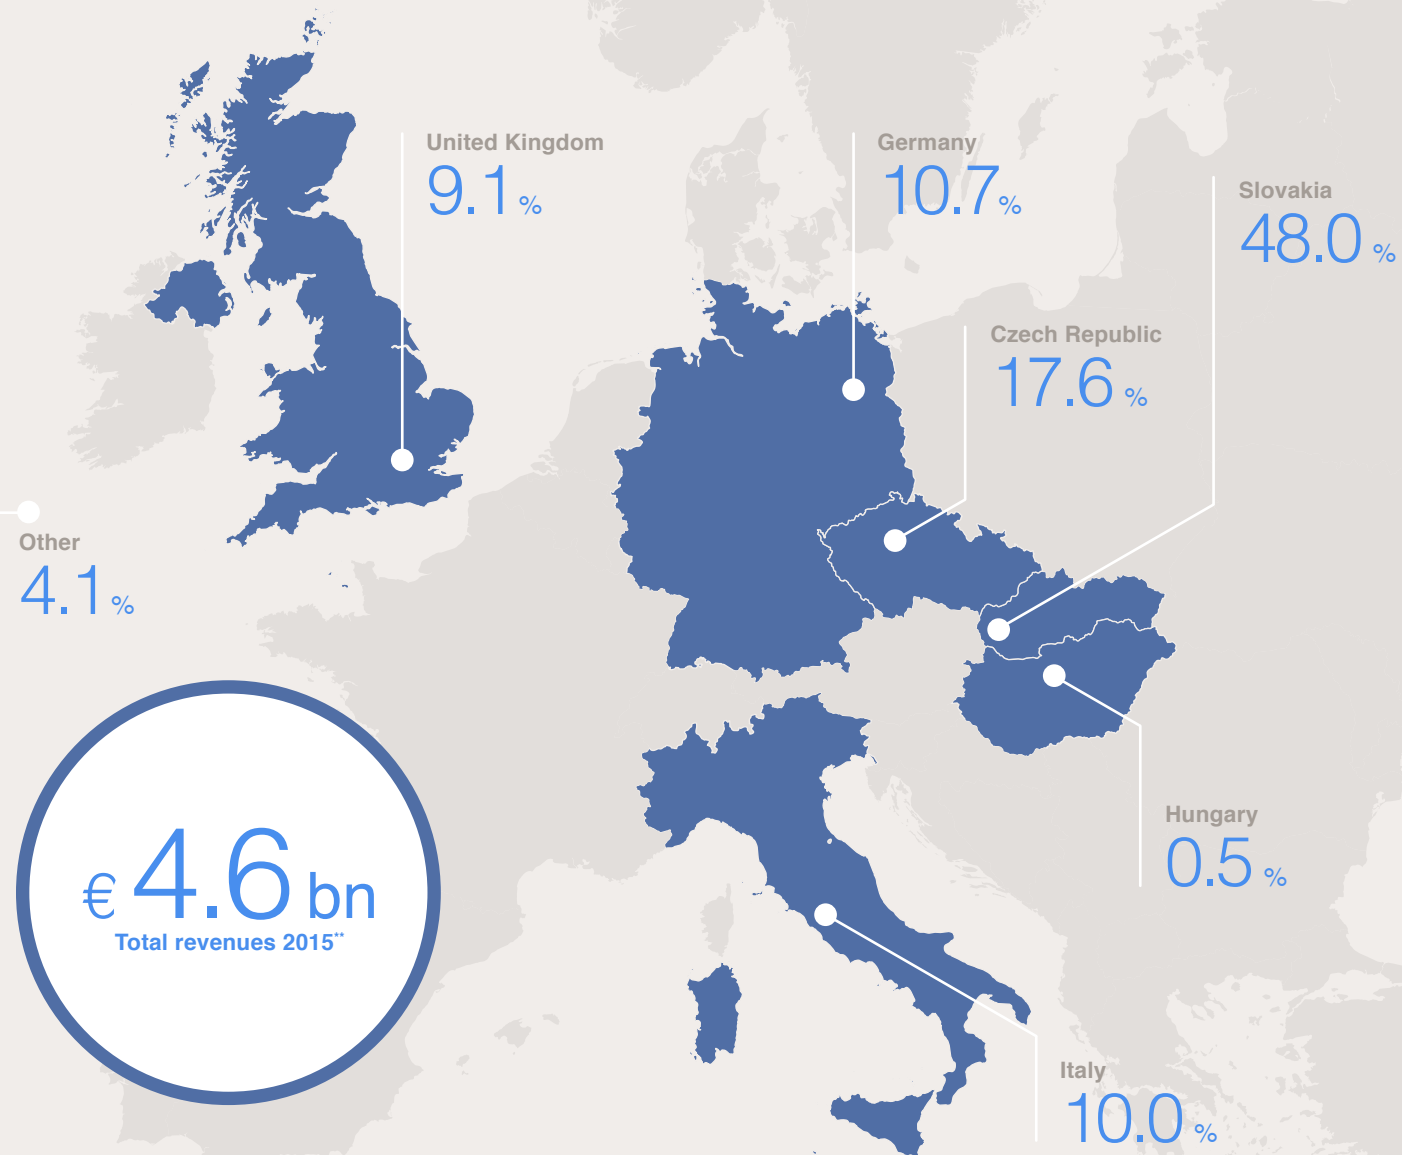 United Kingdom
9.1 %
Germany
10.7 %
Slovakia
48.0 %
Czech Republic
17.6 %
Other
4.1 %
€ 4.6 bn
Total revenues 2015**
Hungary
0.5 %
Italy
10.0 %